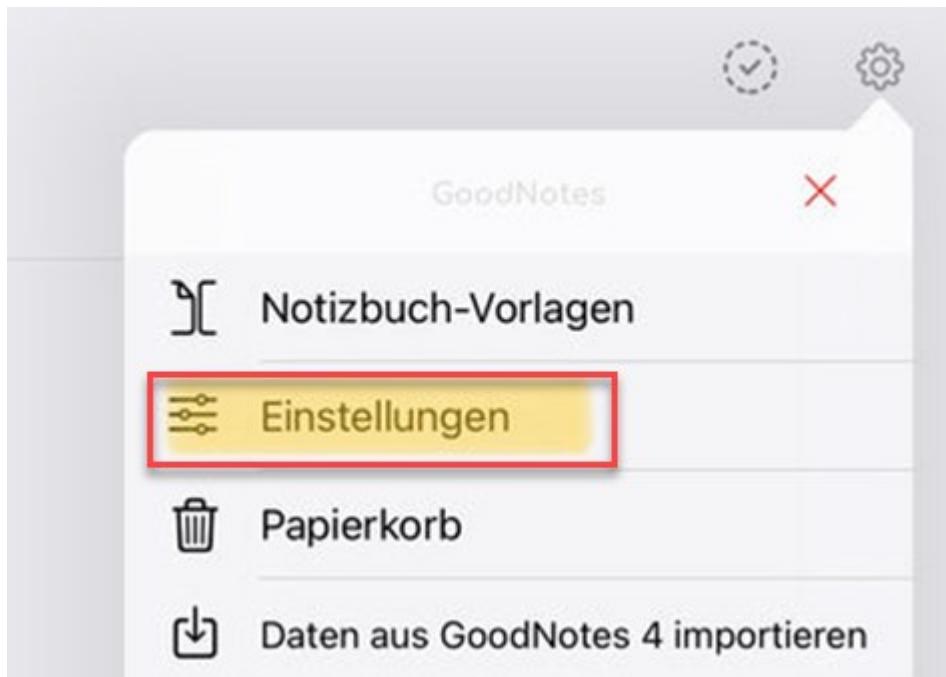 GoodNotes
Notizbuch-Vorlagen
Einstellungen
Papierkorb
Daten aus GoodNotes 4 importieren